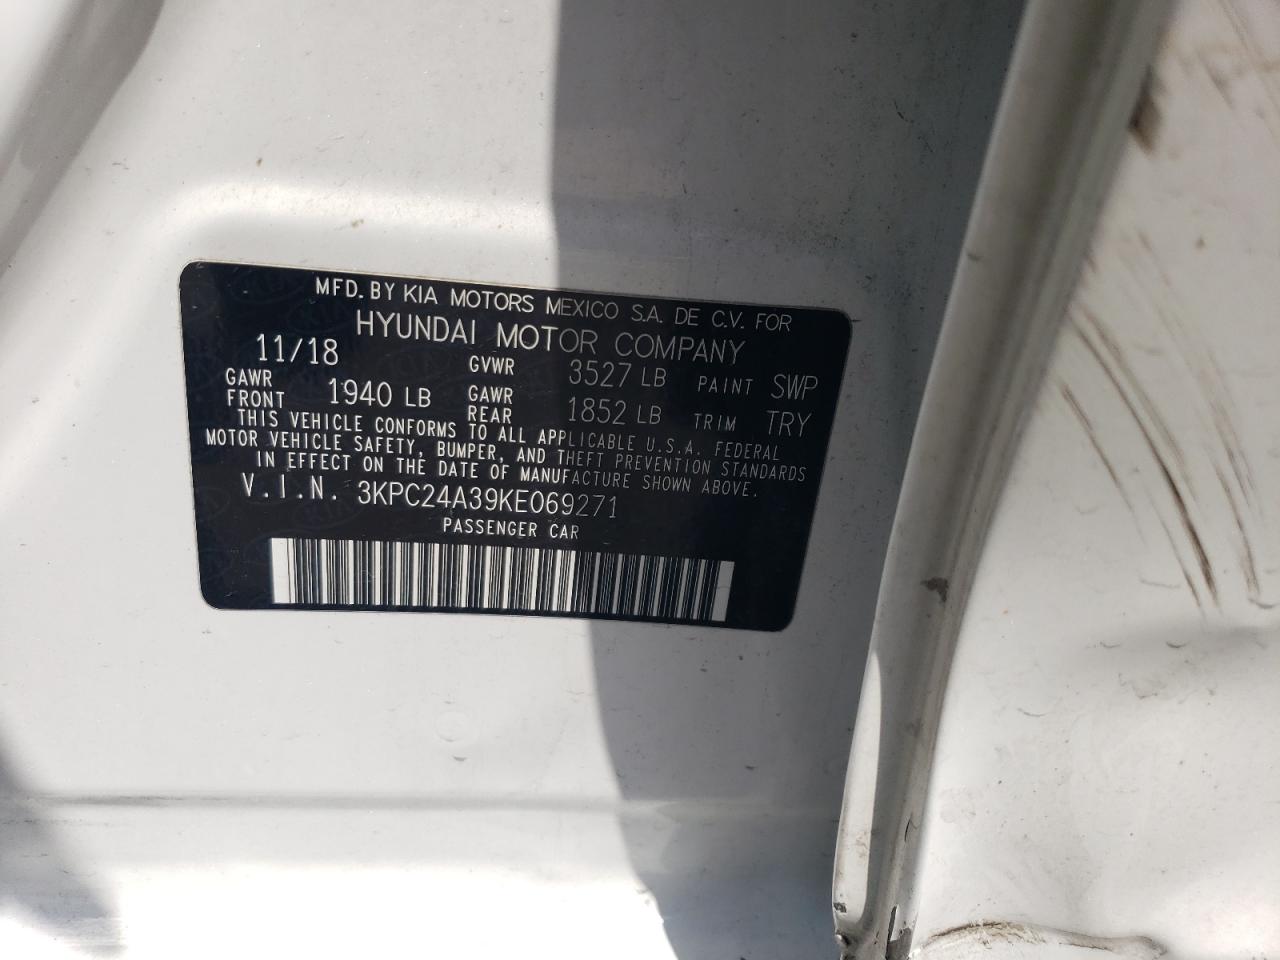 MFD. BY KIA MOTORS MEXICO S.A. DE C.V. FOR
HYUNDAI MOTOR COMPANY
11/18 GVWR 3527 LB PAINT SWP
GAWR FRONT 1940 LB GAWR REAR 1852 LB TRIM TRY
THIS VEHICLE CONFORMS TO ALL APPLICABLE U.S.A. FEDERAL
MOTOR VEHICLE SAFETY, BUMPER, AND THEFT PREVENTION STANDARDS
IN EFFECT ON THE DATE OF MANUFACTURE SHOWN ABOVE.
V.I.N. 3KPC24A39KE069271
PASSENGER CAR